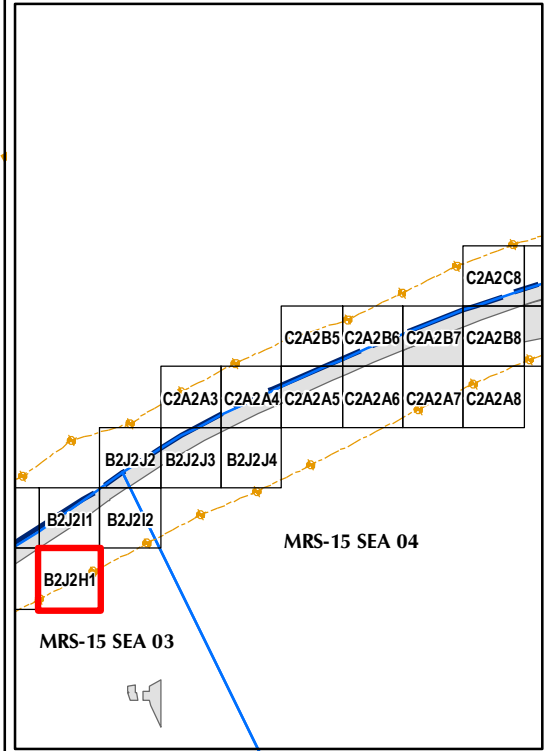 C2A2C8
C2A2B5 C2A2B6 C2A2B7 C2A2B8
C2A2A3 C2A2A4 C2A2A5 C2A2A6 C2A2A7 C2A2A8
B2J2J2 B2J2J3 B2J2J4
B2J2I1 B2J2I2
MRS-15 SEA 04
B2J2H1
MRS-15 SEA 03